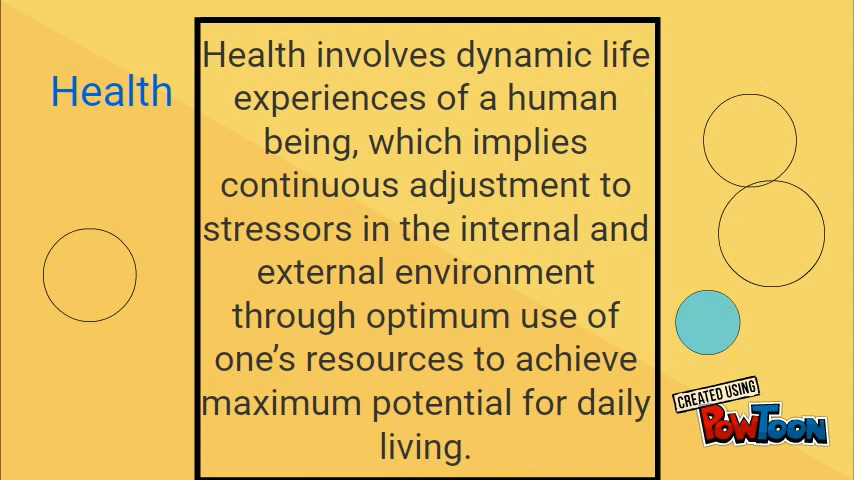 Health
Health involves dynamic life
experiences of a human
being, which implies
continuous adjustment to
stressors in the internal and
external environment
through optimum use of
one’s resources to achieve
maximum potential for daily
living.
CREATED USING
POWTOON